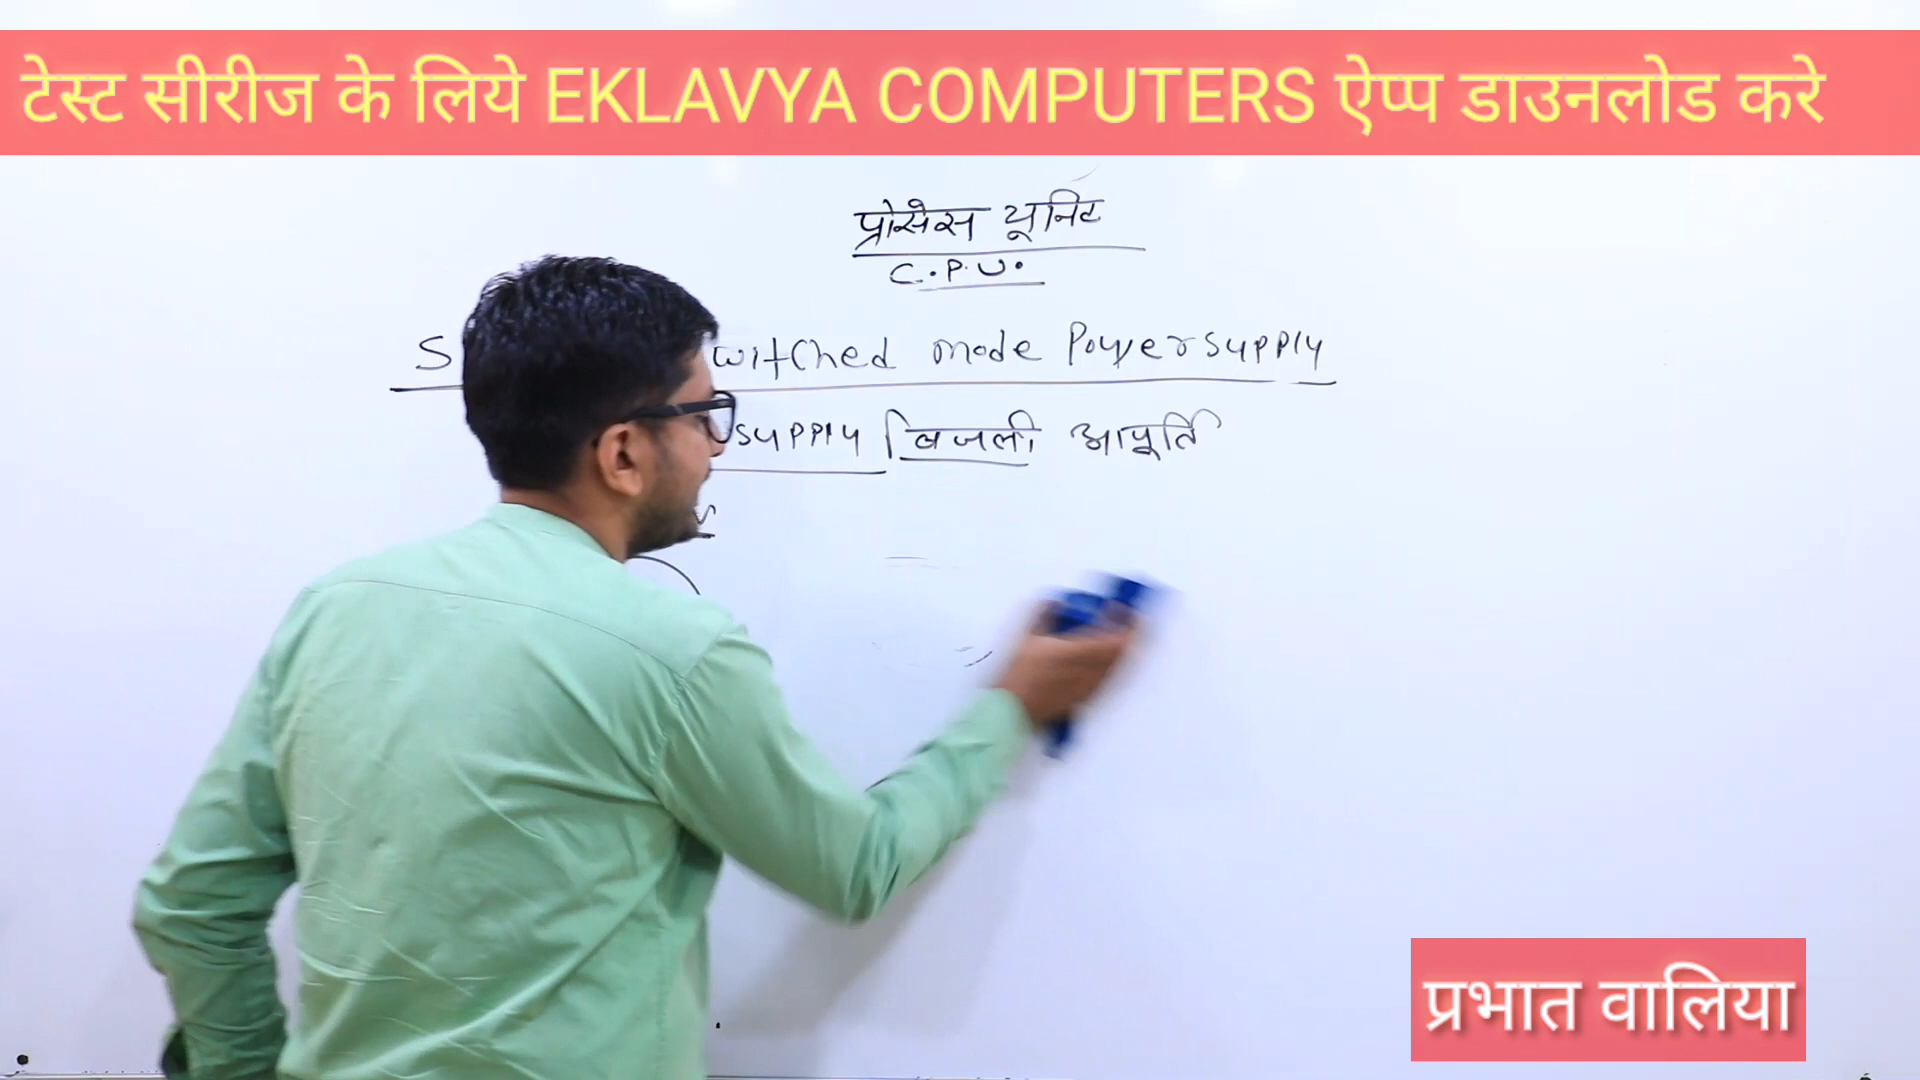 टेस्ट सीरीज के लिये EKLAVYA COMPUTERS ऐप्प डाउनलोड करे
प्रोसेस यूनिट
C.P.U.
S witched mode Power supply
supply बिजली आपूर्ति
प्रभात वालिया